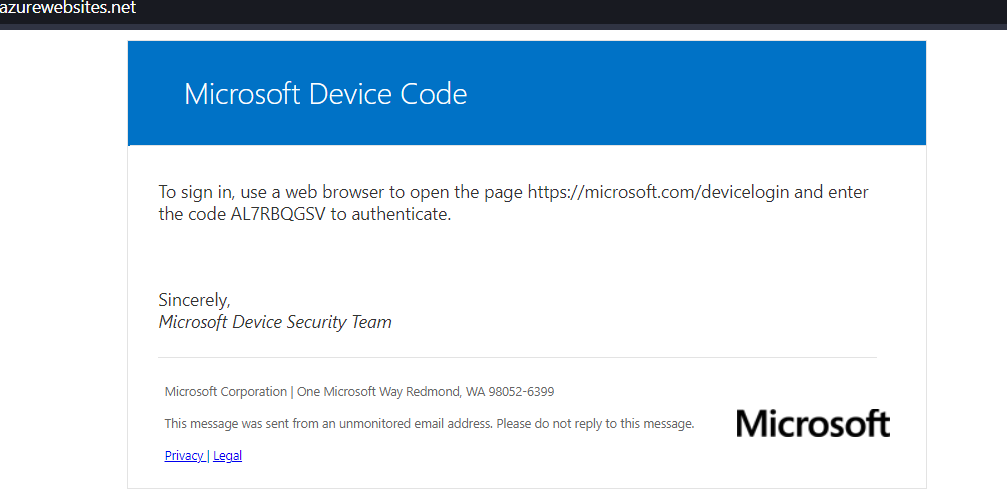 azurewebsites.net
Microsoft Device Code
To sign in, use a web browser to open the page https://microsoft.com/devicelogin and enter
the code AL7RBQGSV to authenticate.
Sincerely,
Microsoft Device Security Team
Microsoft Corporation | One Microsoft Way Redmond, WA 98052-6399
This message was sent from an unmonitored email address. Please do not reply to this message.
Microsoft
Privacy | Legal